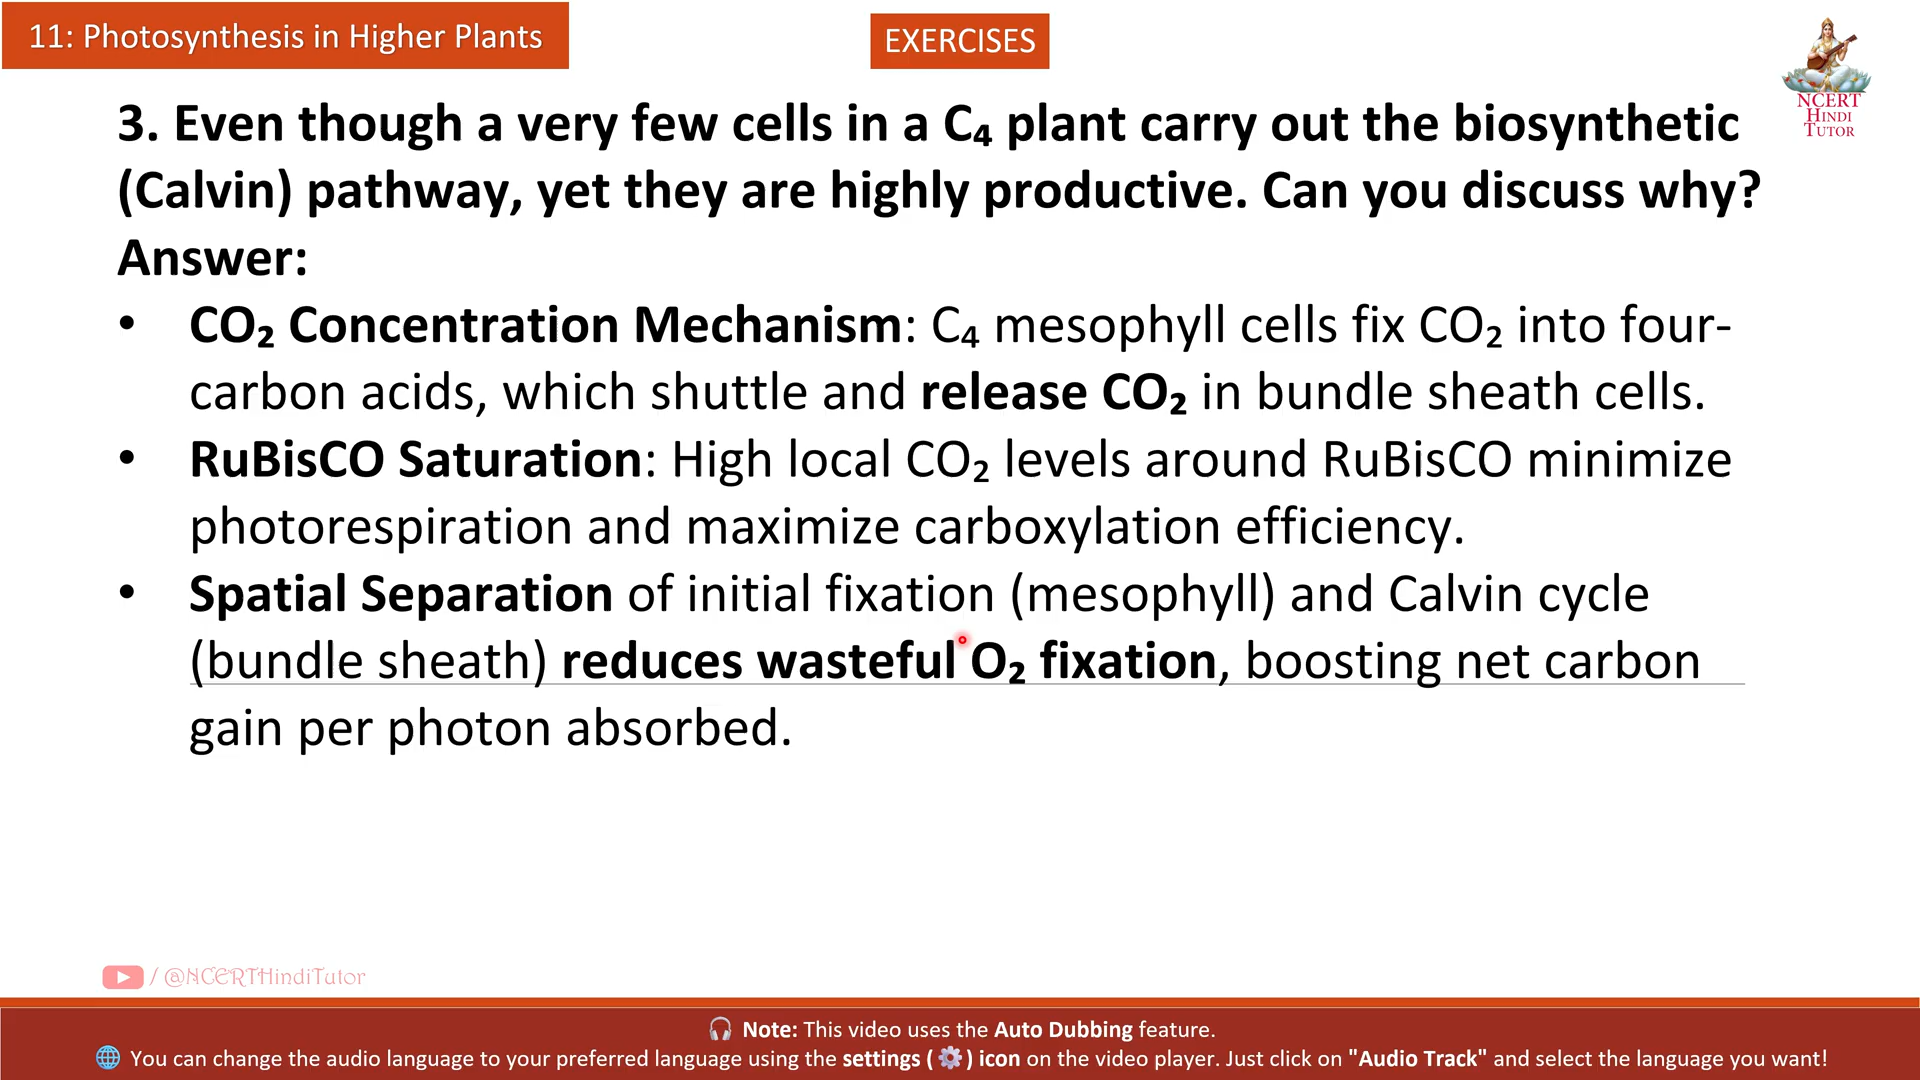 11: Photosynthesis in Higher Plants
EXERCISES
NCERT
HINDI
TUTOR
3. Even though a very few cells in a C₄ plant carry out the biosynthetic
(Calvin) pathway, yet they are highly productive. Can you discuss why?
Answer:
• CO₂ Concentration Mechanism: C₄ mesophyll cells fix CO₂ into four-
carbon acids, which shuttle and release CO₂ in bundle sheath cells.
• RuBisCO Saturation: High local CO₂ levels around RuBisCO minimize
photorespiration and maximize carboxylation efficiency.
• Spatial Separation of initial fixation (mesophyll) and Calvin cycle
(bundle sheath) reduces wasteful O₂ fixation, boosting net carbon
gain per photon absorbed.
/ @NCERTHindiTutor
🎧 Note: This video uses the Auto Dubbing feature.
🌐 You can change the audio language to your preferred language using the settings ( ⚙️ ) icon on the video player. Just click on "Audio Track" and select the language you want!